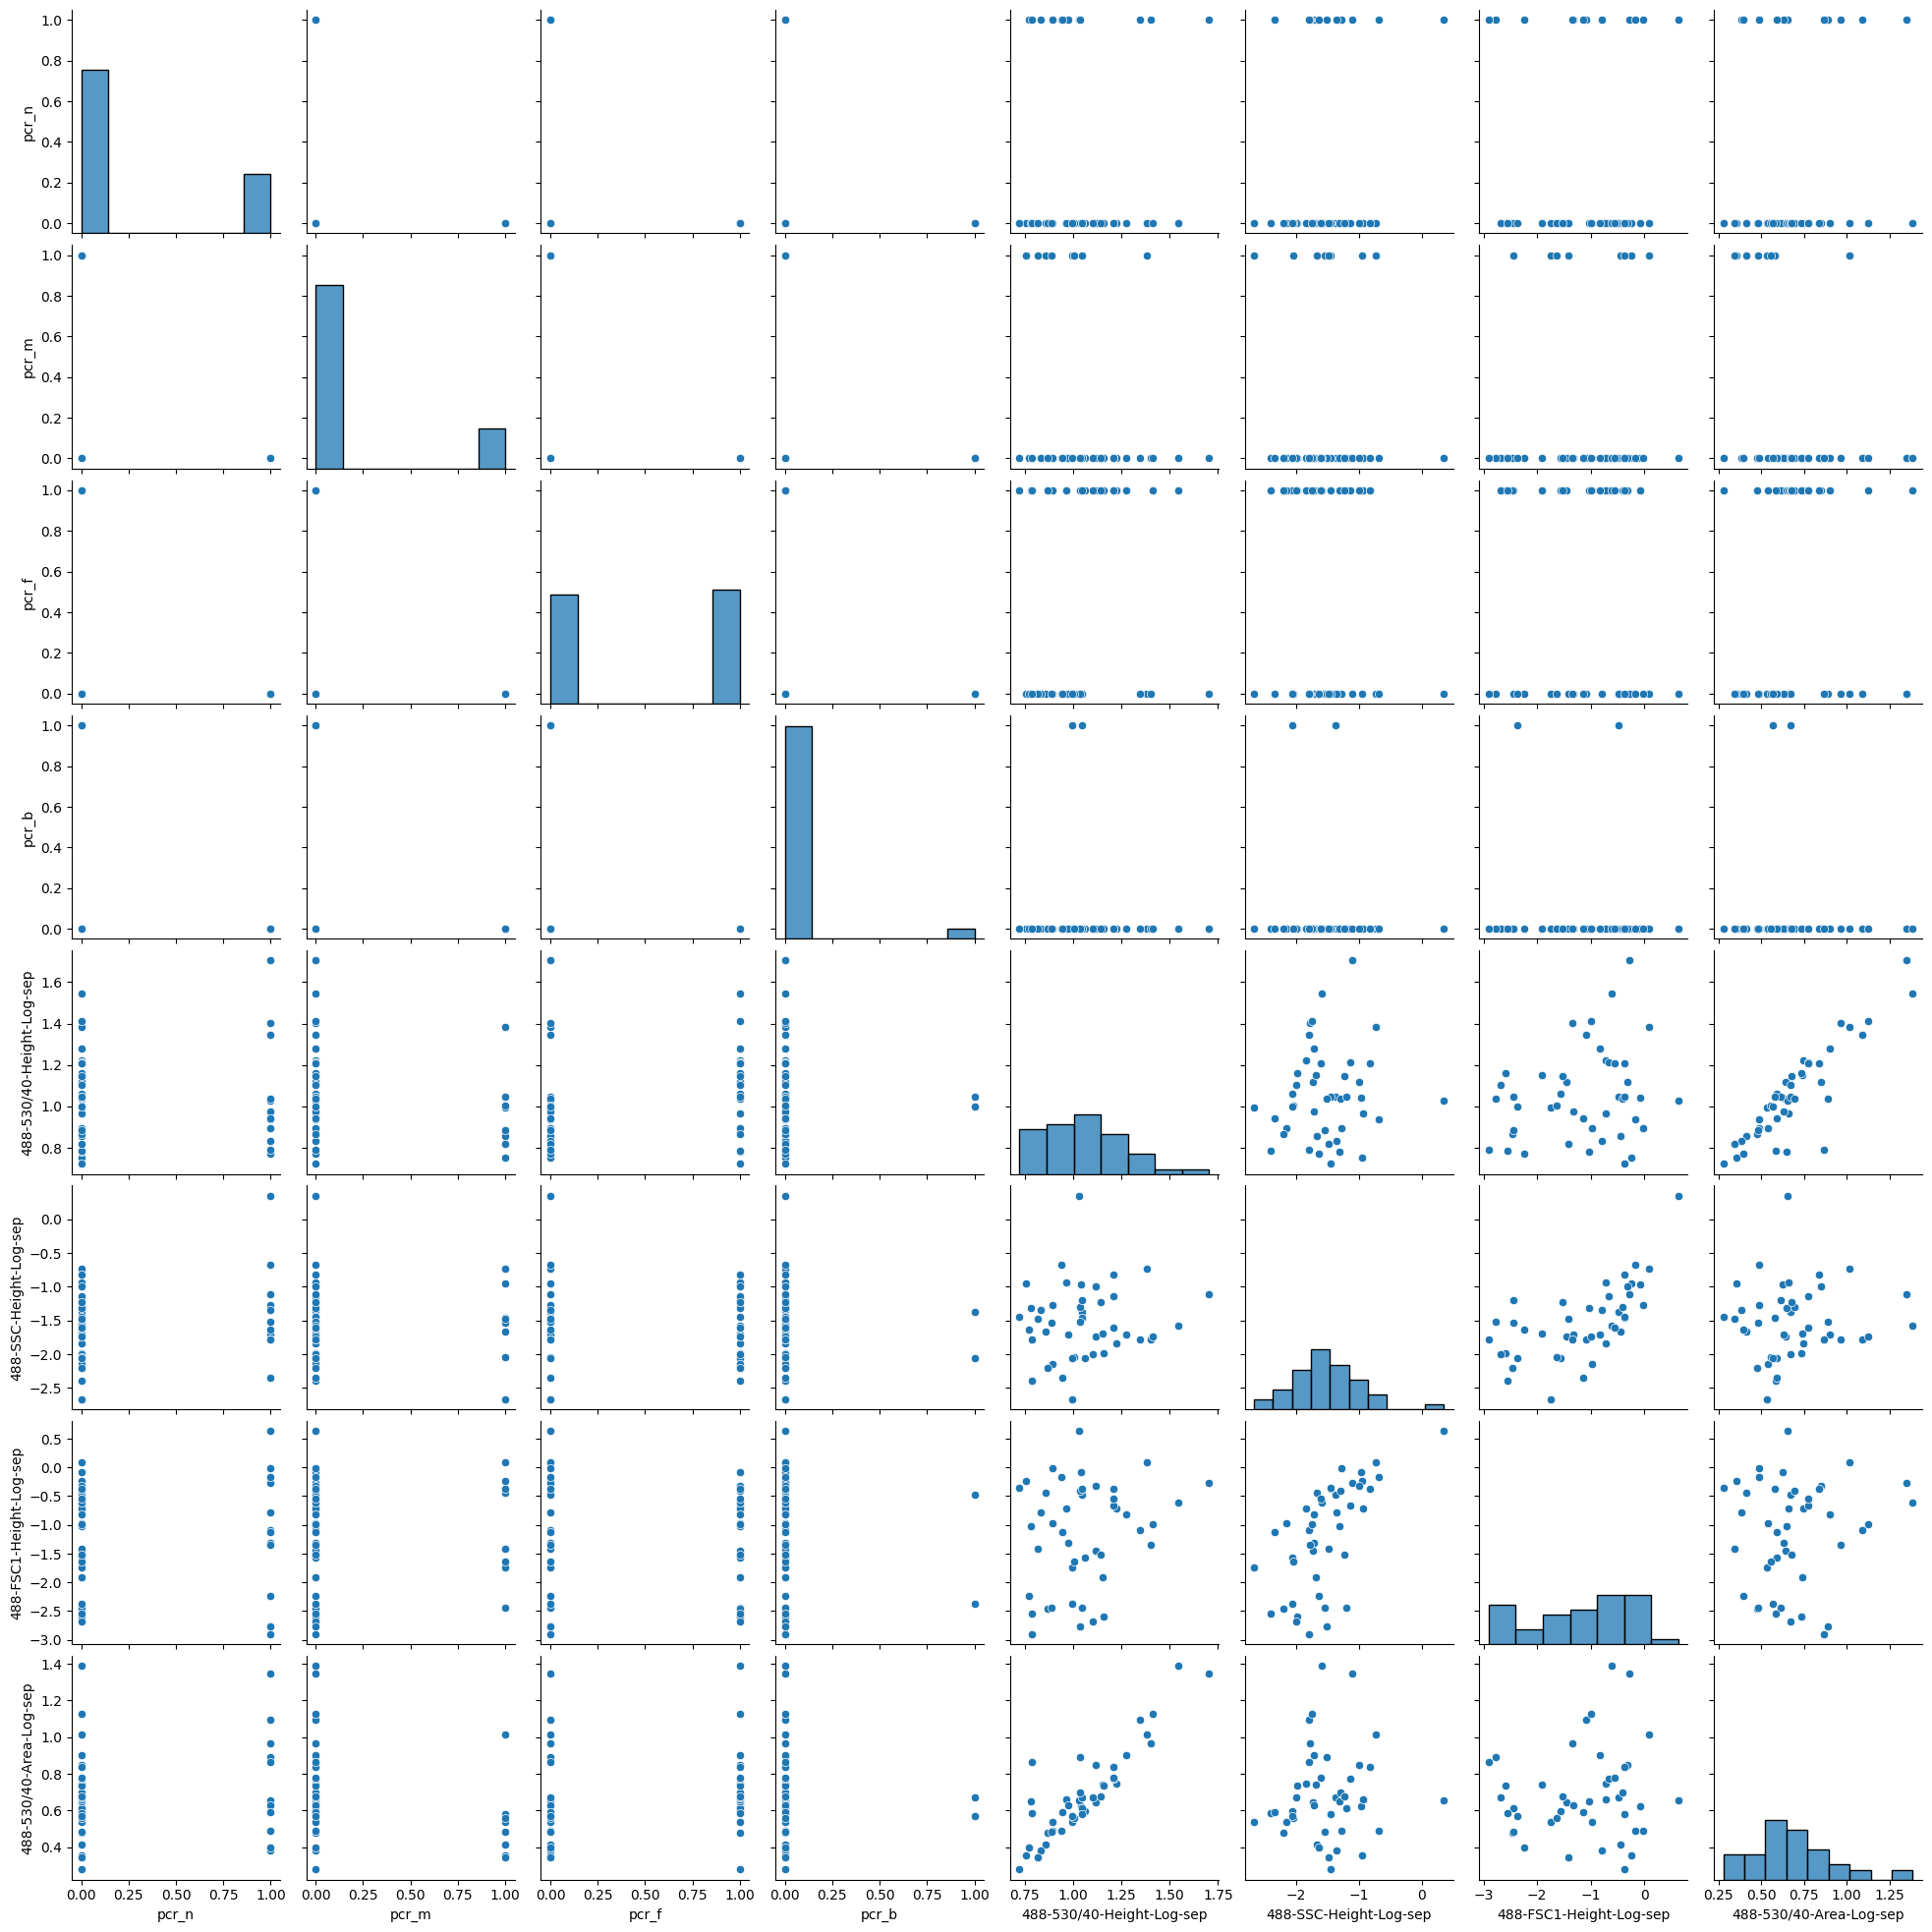 1.0
0.8
0.6
0.4
0.2
0.0
pcr_n
1.0
0.8
0.6
0.4
0.2
0.0
pcr_m
1.0
0.8
0.6
0.4
0.2
0.0
pcr_f
1.0
0.8
0.6
0.4
0.2
0.0
pcr_b
1.6
1.4
1.2
1.0
0.8
488-530/40-Height-Log-sep
0.0
−0.5
−1.0
−1.5
−2.0
−2.5
488-SSC-Height-Log-sep
0.5
0.0
−0.5
−1.0
−1.5
−2.0
−2.5
−3.0
488-FSC1-Height-Log-sep
1.4
1.2
1.0
0.8
0.6
0.4
488-530/40-Area-Log-sep
0.00 0.25 0.50 0.75 1.00
pcr_n
0.00 0.25 0.50 0.75 1.00
pcr_m
0.00 0.25 0.50 0.75 1.00
pcr_f
0.00 0.25 0.50 0.75 1.00
pcr_b
0.75 1.00 1.25 1.50 1.75
488-530/40-Height-Log-sep
−2 −1 0
488-SSC-Height-Log-sep
−3 −2 −1 0
488-FSC1-Height-Log-sep
0.25 0.50 0.75 1.00 1.25
488-530/40-Area-Log-sep